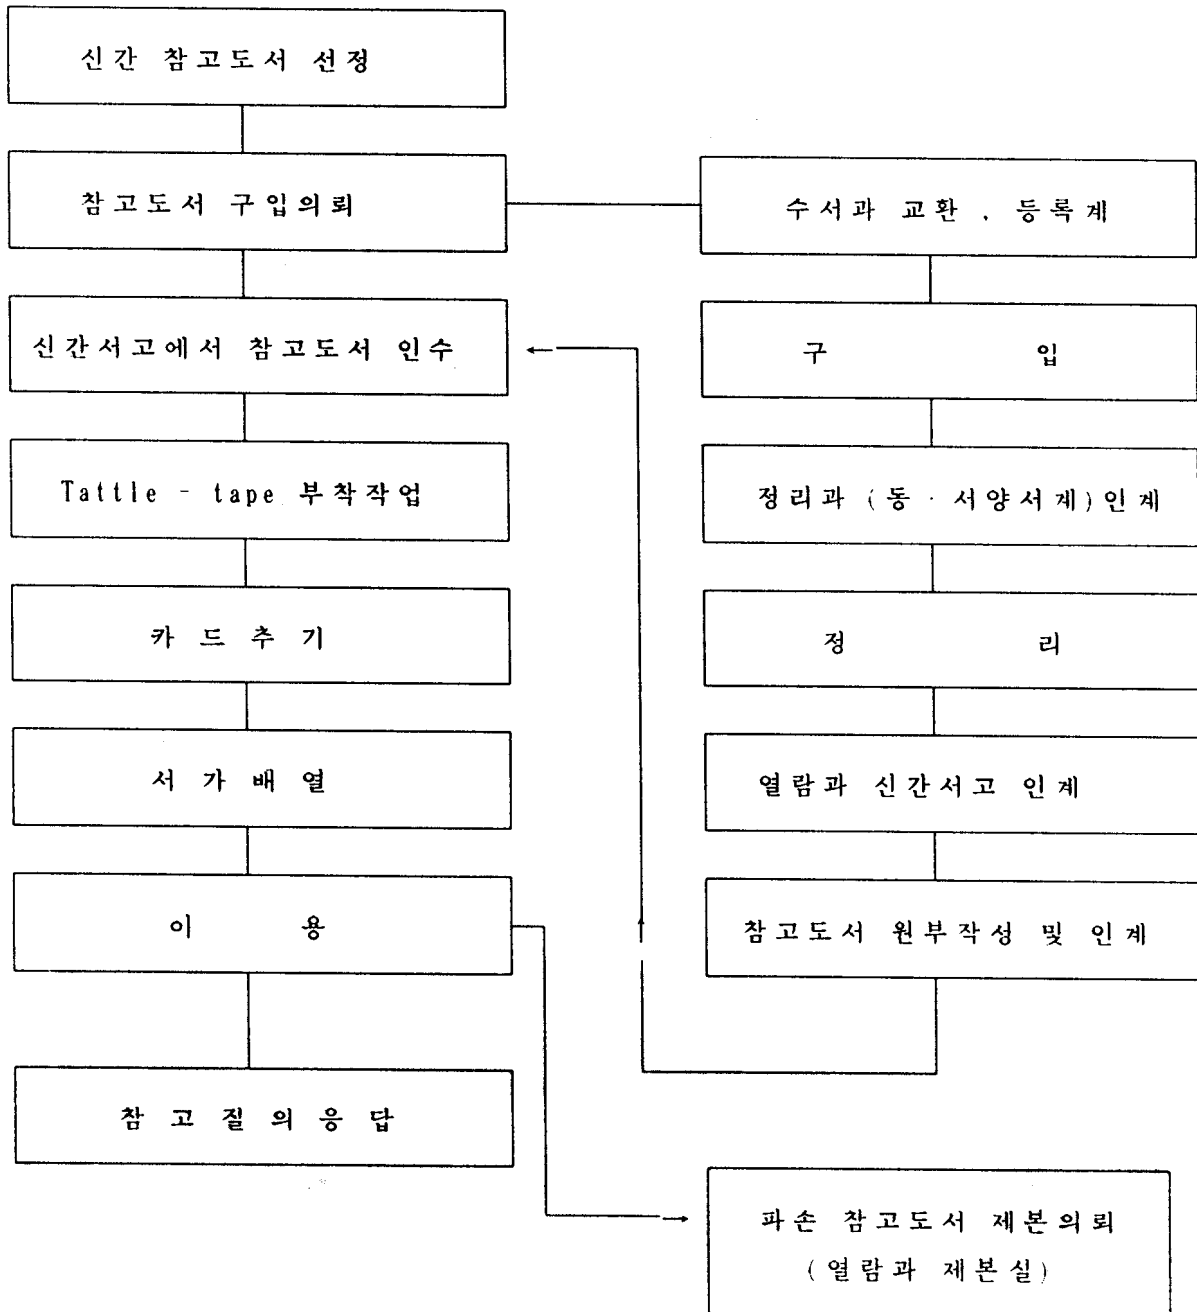 신간 참고도서 선정
참고도서 구입의뢰
신간서고에서 참고도서 인수
Tattle - tape 부착작업
카드추기
서가배열
이용
참고질의응답
수서과 교환 . 등록계
구입
정리과 (동 · 서양서계) 인계
정리
열람과 신간서고 인계
참고도서 원부작성 및 인계
파손 참고도서 제본의뢰
(열람과 제본실)